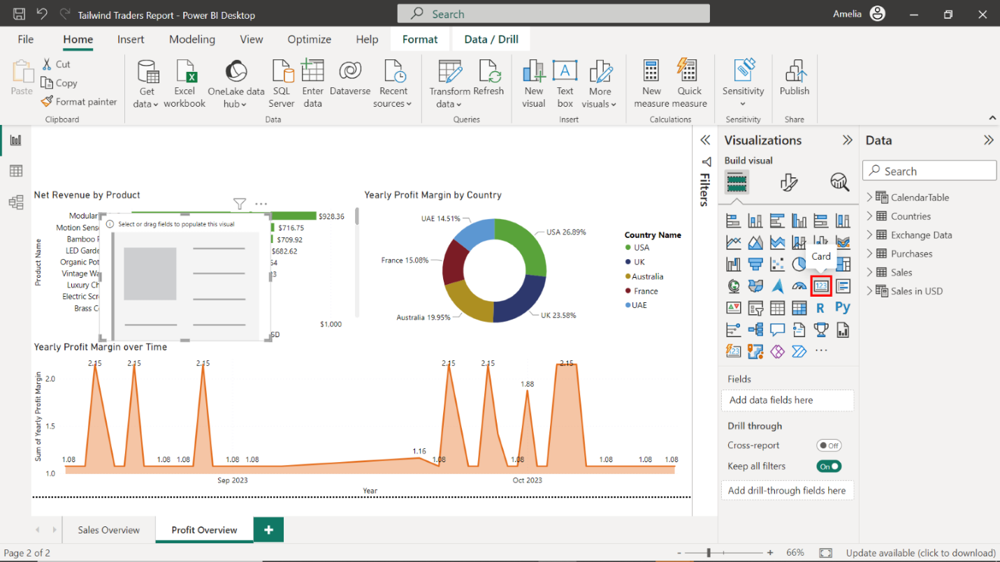 Tailwind Traders Report - Power BI Desktop
Search
Amelia
File Home Insert Modeling View Optimize Help Format Data / Drill
Paste
Cut
Copy
Format painter
Clipboard
Get data
Excel workbook
OneLake data hub
SQL Server
Enter data
Dataverse
Recent sources
Data
Transform data
Refresh
Queries
New visual
A
Text box
More visuals
Insert
New measure
Quick measure
Calculations
Sensitivity
Sensitivity
Publish
Share
Net Revenue by Product
Product Name
Modular
$928.36
Motion Sens
$716.75
Bamboo
$709.92
LED Garde
$682.62
Organic Pot
54
Vintage Wa
3
Luxury Ch
Electric Scr
Brass C
$1,000
SD
Select or drag fields to populate this visual
Yearly Profit Margin by Country
UAE 14.51%
USA 26.89%
France 15.08%
Australia 19.95%
UK 23.58%
Country Name
USA
UK
Australia
France
UAE
Yearly Profit Margin over Time
Sum of Yearly Profit Margin
2.0
1.5
1.0
2.15 2.15 2.15 2.15 2.15 1.88 2.15
1.08 1.08 1.08 1.08 1.08 1.16 1.08 1.08 1.08 1.08 1.08
Sep 2023 Oct 2023
Year
Filters
Visualizations
Build visual
Card
123
R Py
123
Fields
Add data fields here
Drill through
Cross-report
Off
Keep all filters
On
Add drill-through fields here
Data
Search
CalendarTable
Countries
Exchange Data
Purchases
Sales
Sales in USD
Sales Overview Profit Overview +
Page 2 of 2
- + 66%
Update available (click to download)